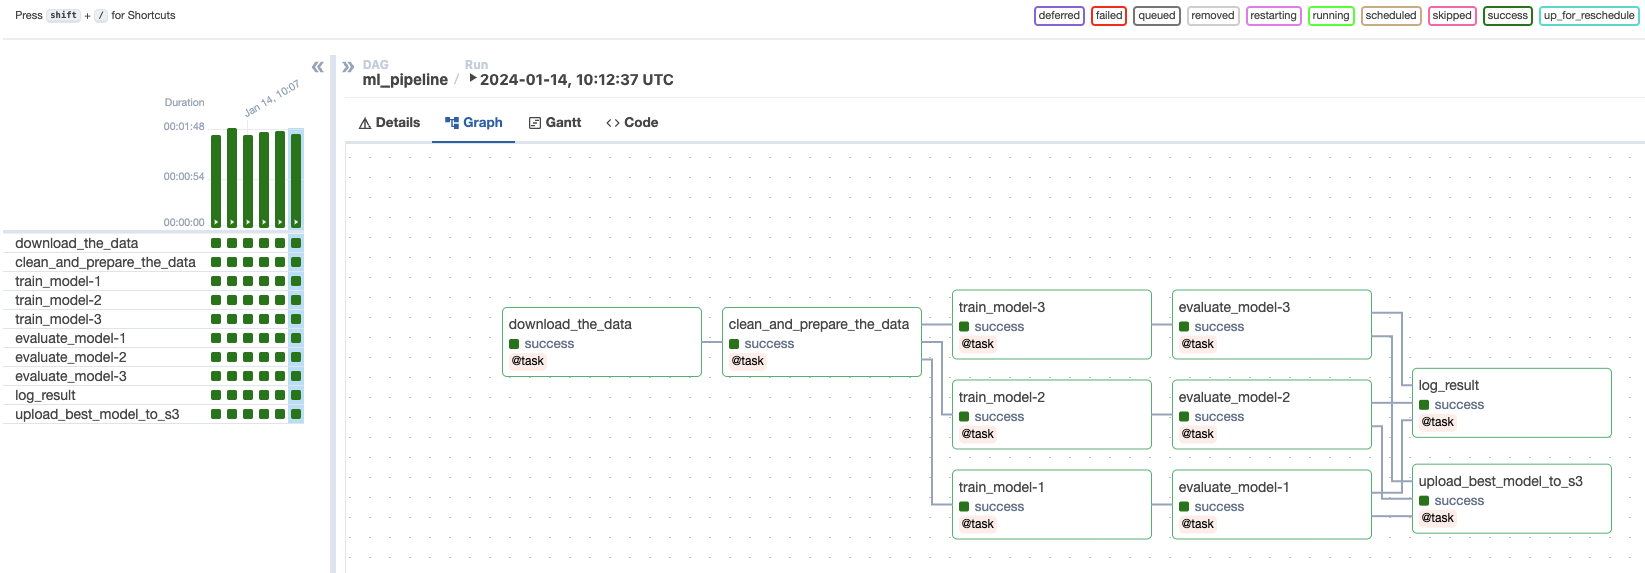 Press shift + / for Shortcuts
deferred failed queued removed restarting running scheduled skipped success up_for_reschedule
DAG
ml_pipeline /
Run
2024-01-14, 10:12:37 UTC
Details Graph Gantt Code
Jan 14, 10:07
Duration
00:01:48
00:00:54
00:00:00
download_the_data
clean_and_prepare_the_data
train_model-1
train_model-2
train_model-3
evaluate_model-1
evaluate_model-2
evaluate_model-3
log_result
upload_best_model_to_s3
download_the_data
success
@task
clean_and_prepare_the_data
success
@task
train_model-3
success
@task
evaluate_model-3
success
@task
train_model-2
success
@task
evaluate_model-2
success
@task
train_model-1
success
@task
evaluate_model-1
success
@task
log_result
success
@task
upload_best_model_to_s3
success
@task